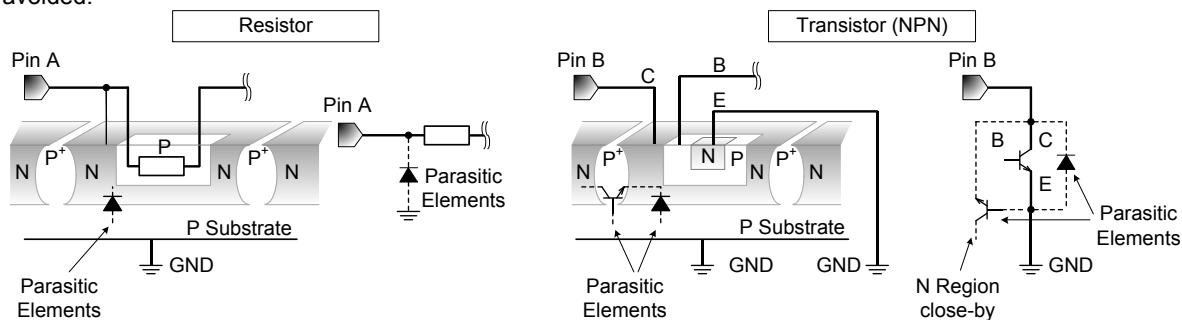 avoided.
Resistor
Transistor (NPN)
Pin A
Pin A
N
P+
N
P
N
P+
N
Parasitic
Elements
P Substrate
GND
Parasitic
Elements
Pin B
C
B
E
N
P+
N
N
P
N
P+
N
P Substrate
GND
GND
Parasitic
Elements
Pin B
B
C
E
Parasitic
Elements
GND
N Region
close-by